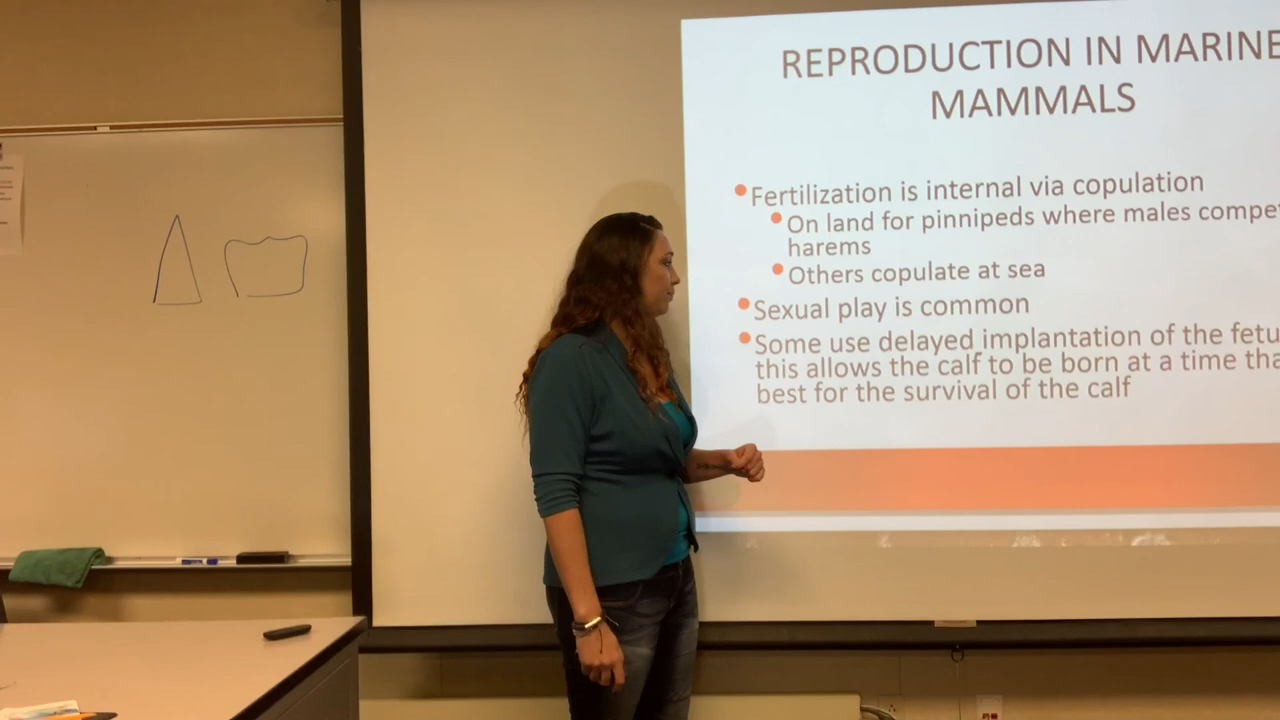 REPRODUCTION IN MARINE
MAMMALS
Fertilization is internal via copulation
On land for pinnipeds where males compe
harems
Others copulate at sea
Sexual play is common
Some use delayed implantation of the fetu
this allows the calf to be born at a time tha
best for the survival of the calf